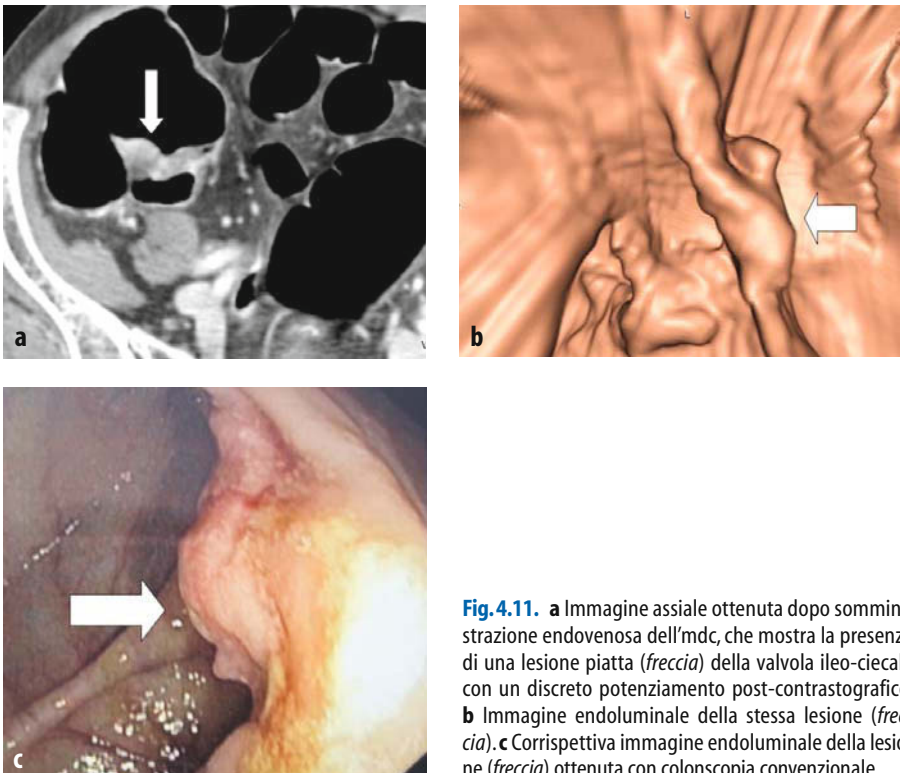 a
b
c
Fig. 4.11. a Immagine assiale ottenuta dopo sommini
strazione endovenosa dell'mdc, che mostra la presenz
di una lesione piatta (freccia) della valvola ileo-ciecal
con un discreto potenziamento post-contrastografico
b Immagine endoluminale della stessa lesione (frec
cia). c Corrispettiva immagine endoluminale della lesio
ne (freccia) ottenuta con colonscopia convenzionale